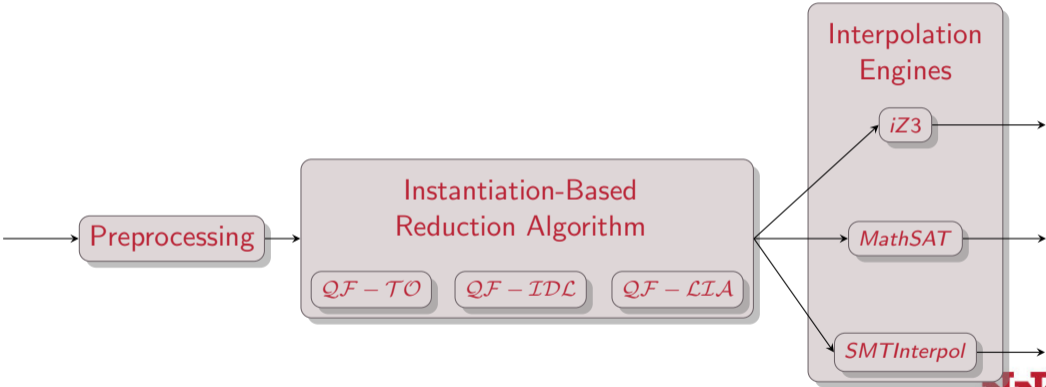 Preprocessing
Instantiation-Based
Reduction Algorithm
QF − TO
QF − IDL
QF − LIA
Interpolation
Engines
iZ3
MathSAT
SMTInterpol